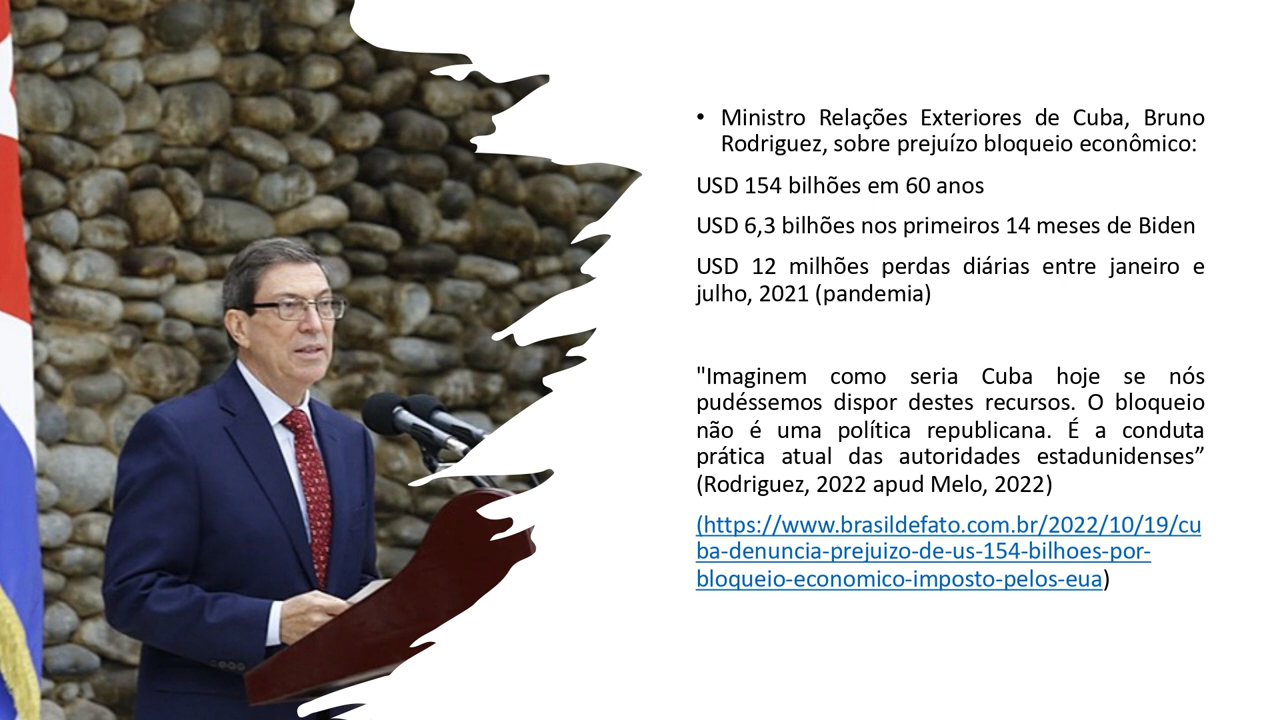 • Ministro Relações Exteriores de Cuba, Bruno
Rodriguez, sobre prejuízo bloqueio econômico:
USD 154 bilhões em 60 anos
USD 6,3 bilhões nos primeiros 14 meses de Biden
USD 12 milhões perdas diárias entre janeiro e
julho, 2021 (pandemia)
"Imaginem como seria Cuba hoje se nós
pudéssemos dispor destes recursos. O bloqueio
não é uma política republicana. É a conduta
prática atual das autoridades estadunidenses”
(Rodriguez, 2022 apud Melo, 2022)
(https://www.brasildefato.com.br/2022/10/19/cu
ba-denuncia-prejuizo-de-us-154-bilhoes-por-
bloqueio-economico-imposto-pelos-eua)